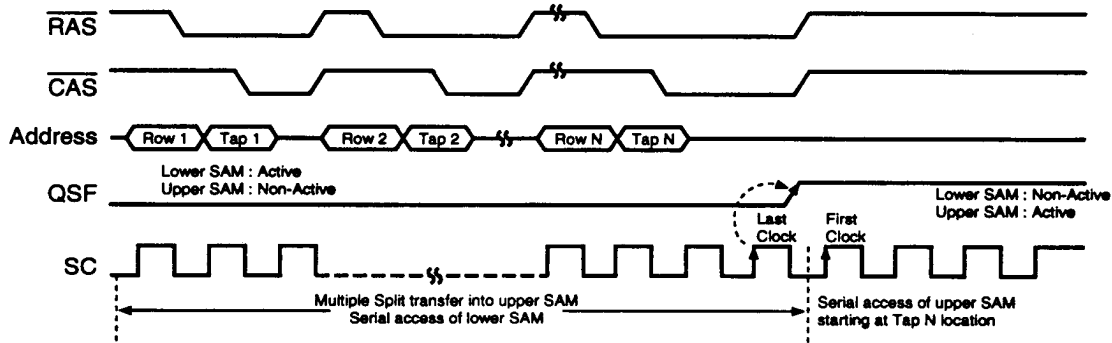 RAS
CAS
Address
Row 1
Tap 1
Row 2
Tap 2
Row N
Tap N
Lower SAM : Active
Upper SAM : Non-Active
QSF
Lower SAM : Non-Active
Upper SAM : Active
Last
Clock
First
Clock
SC
Multiple Split transfer into upper SAM
Serial access of lower SAM
Serial access of upper SAM
starting at Tap N location